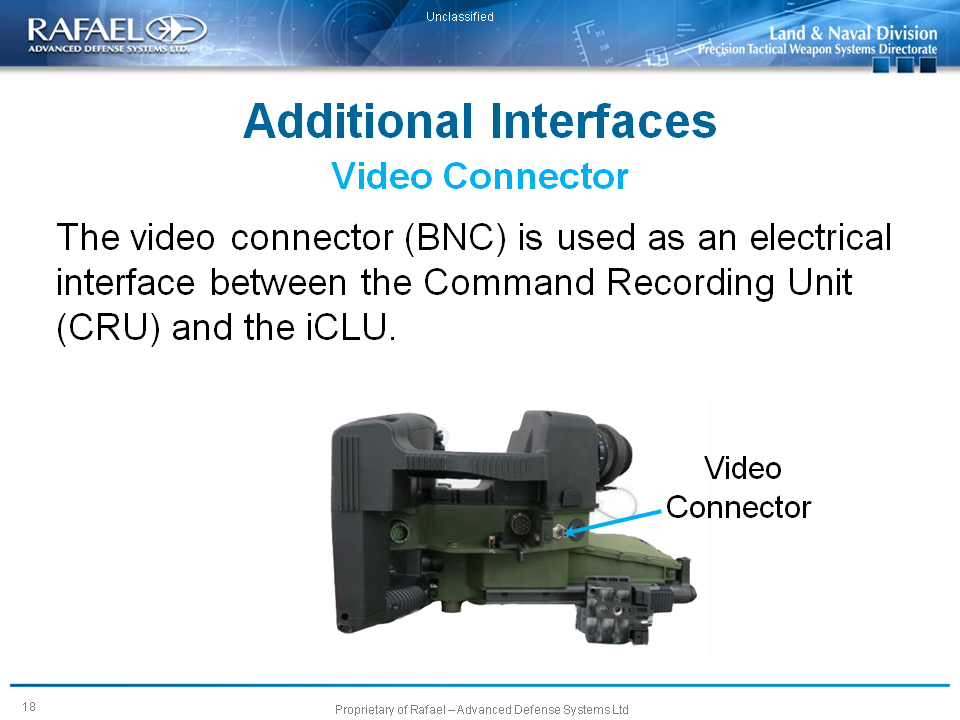 Unclassified
RAFAEL
ADVANCED DEFENSE SYSTEMS LTD.
Land & Naval Division
Precision Tactical Weapon Systems Directorate
Additional Interfaces
Video Connector
The video connector (BNC) is used as an electrical
interface between the Command Recording Unit
(CRU) and the iCLU.
Video
Connector
18
Proprietary of Rafael – Advanced Defense Systems Ltd